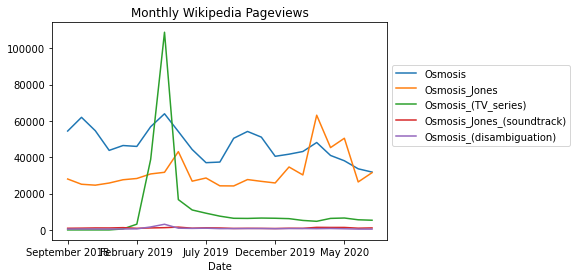 Monthly Wikipedia Pageviews
100000
80000
60000
40000
20000
0
September 2018
February 2019
July 2019
December 2019
May 2020
Date
Osmosis
Osmosis_Jones
Osmosis_(TV_series)
Osmosis_Jones_(soundtrack)
Osmosis_(disambiguation)